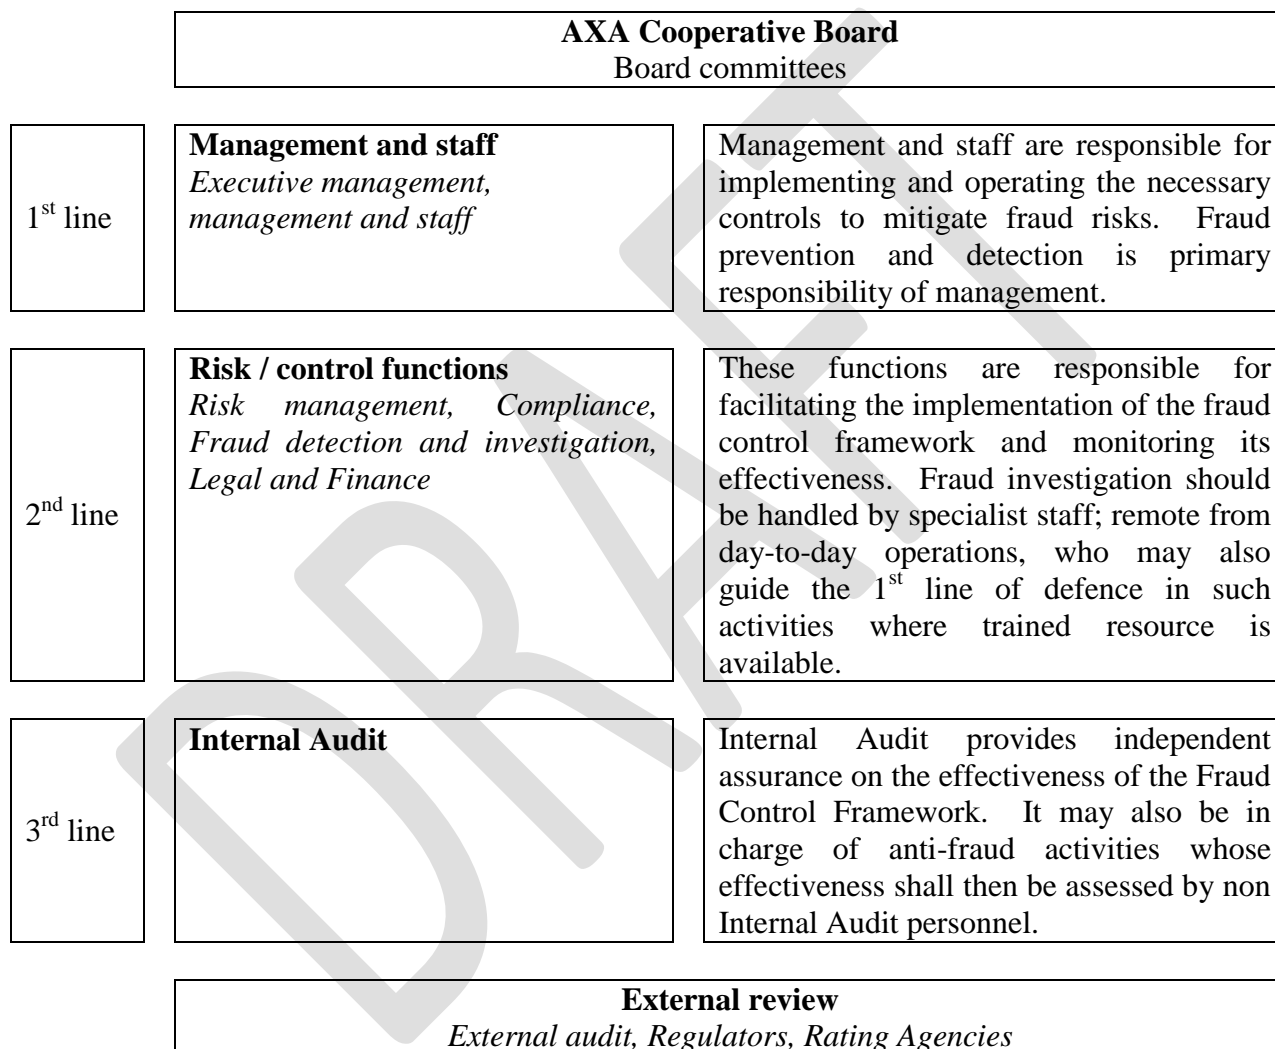 AXA Cooperative Board
Board committees
1st line
Management and staff
Executive management,
management and staff
Management and staff are responsible for
implementing and operating the necessary
controls to mitigate fraud risks. Fraud
prevention and detection is primary
responsibility of management.
2nd line
Risk / control functions
Risk management, Compliance,
Fraud detection and investigation,
Legal and Finance
These functions are responsible for
facilitating the implementation of the fraud
control framework and monitoring its
effectiveness. Fraud investigation should
be handled by specialist staff; remote from
day-to-day operations, who may also
guide the 1st line of defence in such
activities where trained resource is
available.
3rd line
Internal Audit
Internal Audit provides independent
assurance on the effectiveness of the Fraud
Control Framework. It may also be in
charge of anti-fraud activities whose
effectiveness shall then be assessed by non
Internal Audit personnel.
External review
External audit, Regulators, Rating Agencies
DRAFT